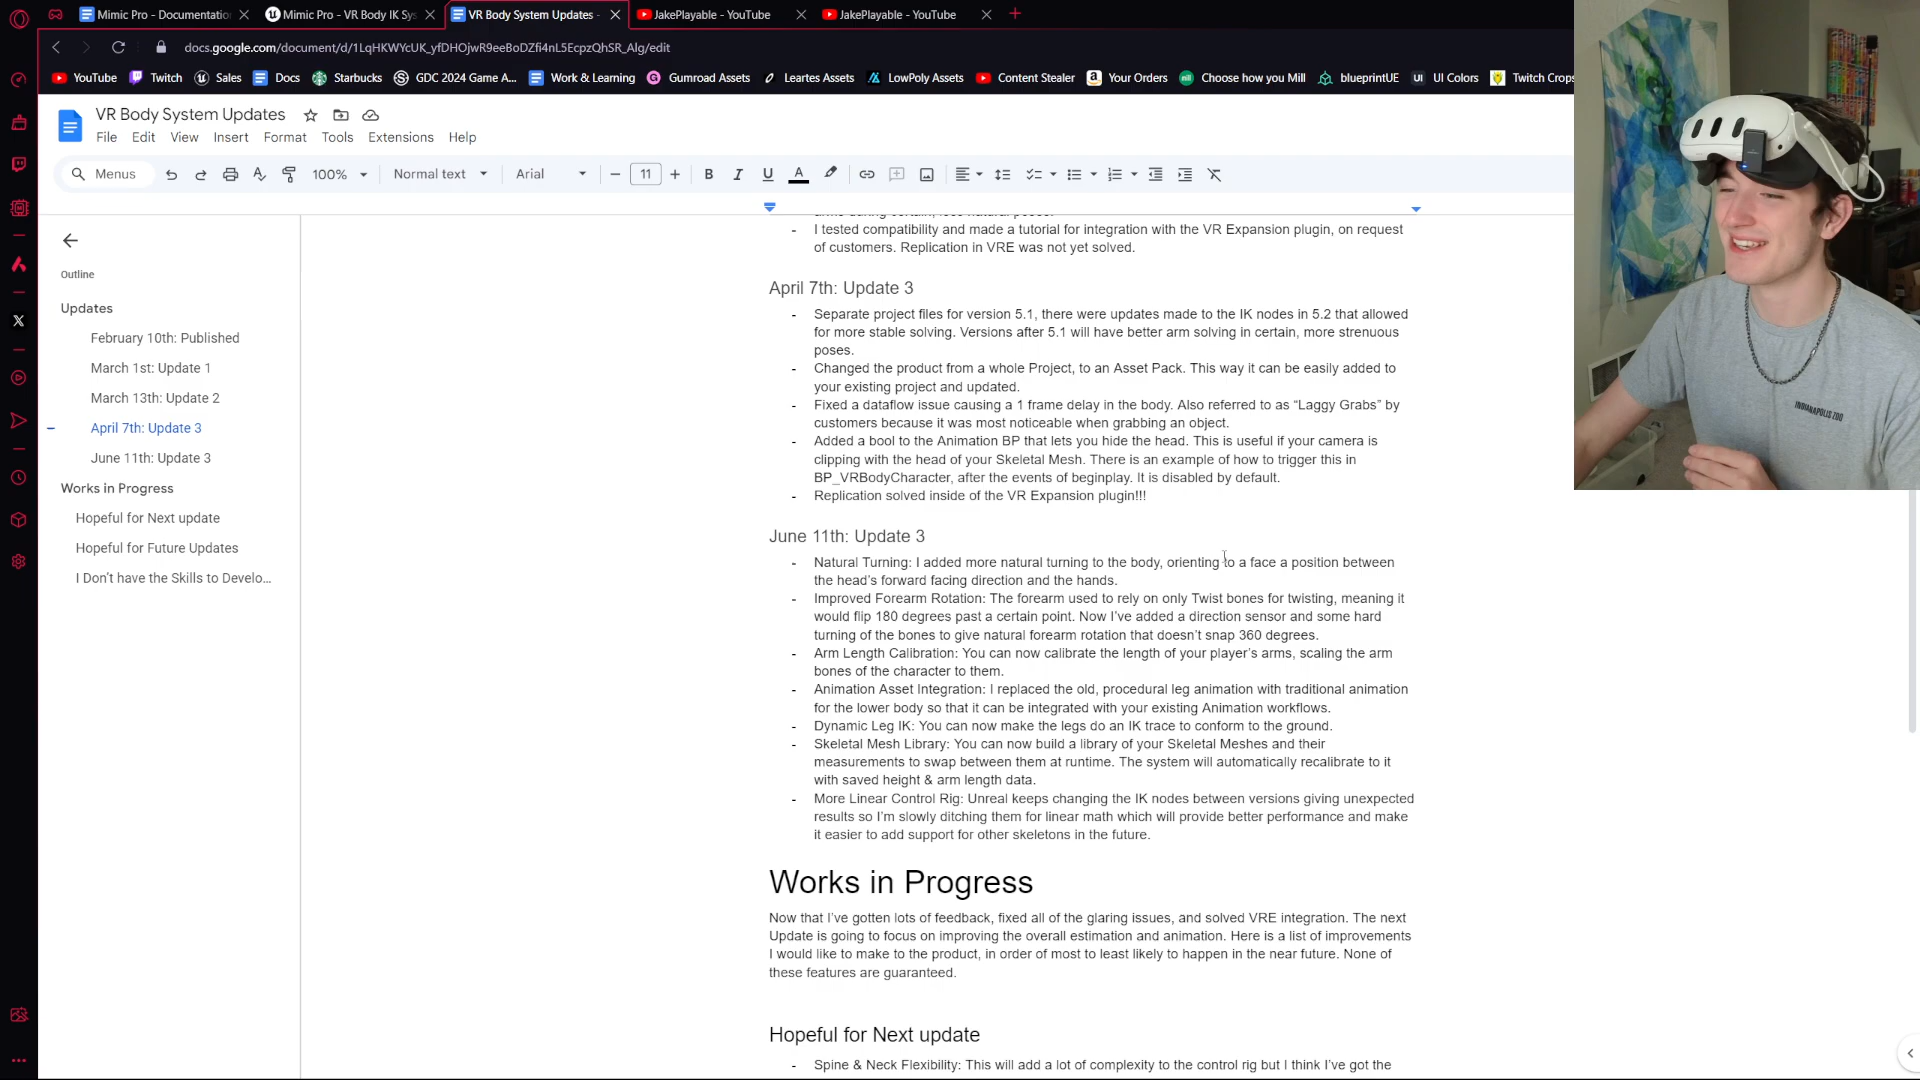 Mimic Pro - Documentatio
Mimic Pro - VR Body IK Sys
VR Body System Updates -
JakePlayable - YouTube
JakePlayable - YouTube
docs.google.com/document/d/1LqHKWYcUK_yfDHOjwR9eeBoDZfi4nL5EcpzQhSR_Alg/edit
YouTube Twitch Sales Docs Starbucks GDC 2024 Game A... Work & Learning Gumroad Assets Leartes Assets LowPoly Assets Content Stealer Your Orders Choose how you Mill blueprintUE UI Colors Twitch Crops
VR Body System Updates
File Edit View Insert Format Tools Extensions Help
Menus 100% Normal text Arial 11
Outline
Updates
February 10th: Published
March 1st: Update 1
March 13th: Update 2
April 7th: Update 3
June 11th: Update 3
Works in Progress
Hopeful for Next update
Hopeful for Future Updates
I Don't have the Skills to Develo...
- I tested compatibility and made a tutorial for integration with the VR Expansion plugin, on request
of customers. Replication in VRE was not yet solved.
April 7th: Update 3
- Separate project files for version 5.1, there were updates made to the IK nodes in 5.2 that allowed
for more stable solving. Versions after 5.1 will have better arm solving in certain, more strenuous
poses.
- Changed the product from a whole Project, to an Asset Pack. This way it can be easily added to
your existing project and updated.
- Fixed a dataflow issue causing a 1 frame delay in the body. Also referred to as “Laggy Grabs” by
customers because it was most noticeable when grabbing an object.
- Added a bool to the Animation BP that lets you hide the head. This is useful if your camera is
clipping with the head of your Skeletal Mesh. There is an example of how to trigger this in
BP_VRBodyCharacter, after the events of beginplay. It is disabled by default.
- Replication solved inside of the VR Expansion plugin!!!
June 11th: Update 3
- Natural Turning: I added more natural turning to the body, orienting to a face a position between
the head’s forward facing direction and the hands.
- Improved Forearm Rotation: The forearm used to rely on only Twist bones for twisting, meaning it
would flip 180 degrees past a certain point. Now I’ve added a direction sensor and some hard
turning of the bones to give natural forearm rotation that doesn’t snap 360 degrees.
- Arm Length Calibration: You can now calibrate the length of your player’s arms, scaling the arm
bones of the character to them.
- Animation Asset Integration: I replaced the old, procedural leg animation with traditional animation
for the lower body so that it can be integrated with your existing Animation workflows.
- Dynamic Leg IK: You can now make the legs do an IK trace to conform to the ground.
- Skeletal Mesh Library: You can now build a library of your Skeletal Meshes and their
measurements to swap between them at runtime. The system will automatically recalibrate to it
with saved height & arm length data.
- More Linear Control Rig: Unreal keeps changing the IK nodes between versions giving unexpected
results so I’m slowly ditching them for linear math which will provide better performance and make
it easier to add support for other skeletons in the future.
Works in Progress
Now that I’ve gotten lots of feedback, fixed all of the glaring issues, and solved VRE integration. The next
Update is going to focus on improving the overall estimation and animation. Here is a list of improvements
I would like to make to the product, in order of most to least likely to happen in the near future. None of
these features are guaranteed.
Hopeful for Next update
- Spine & Neck Flexibility: This will add a lot of complexity to the control rig but I think I’ve got the
INDIANAPOLIS ZOO